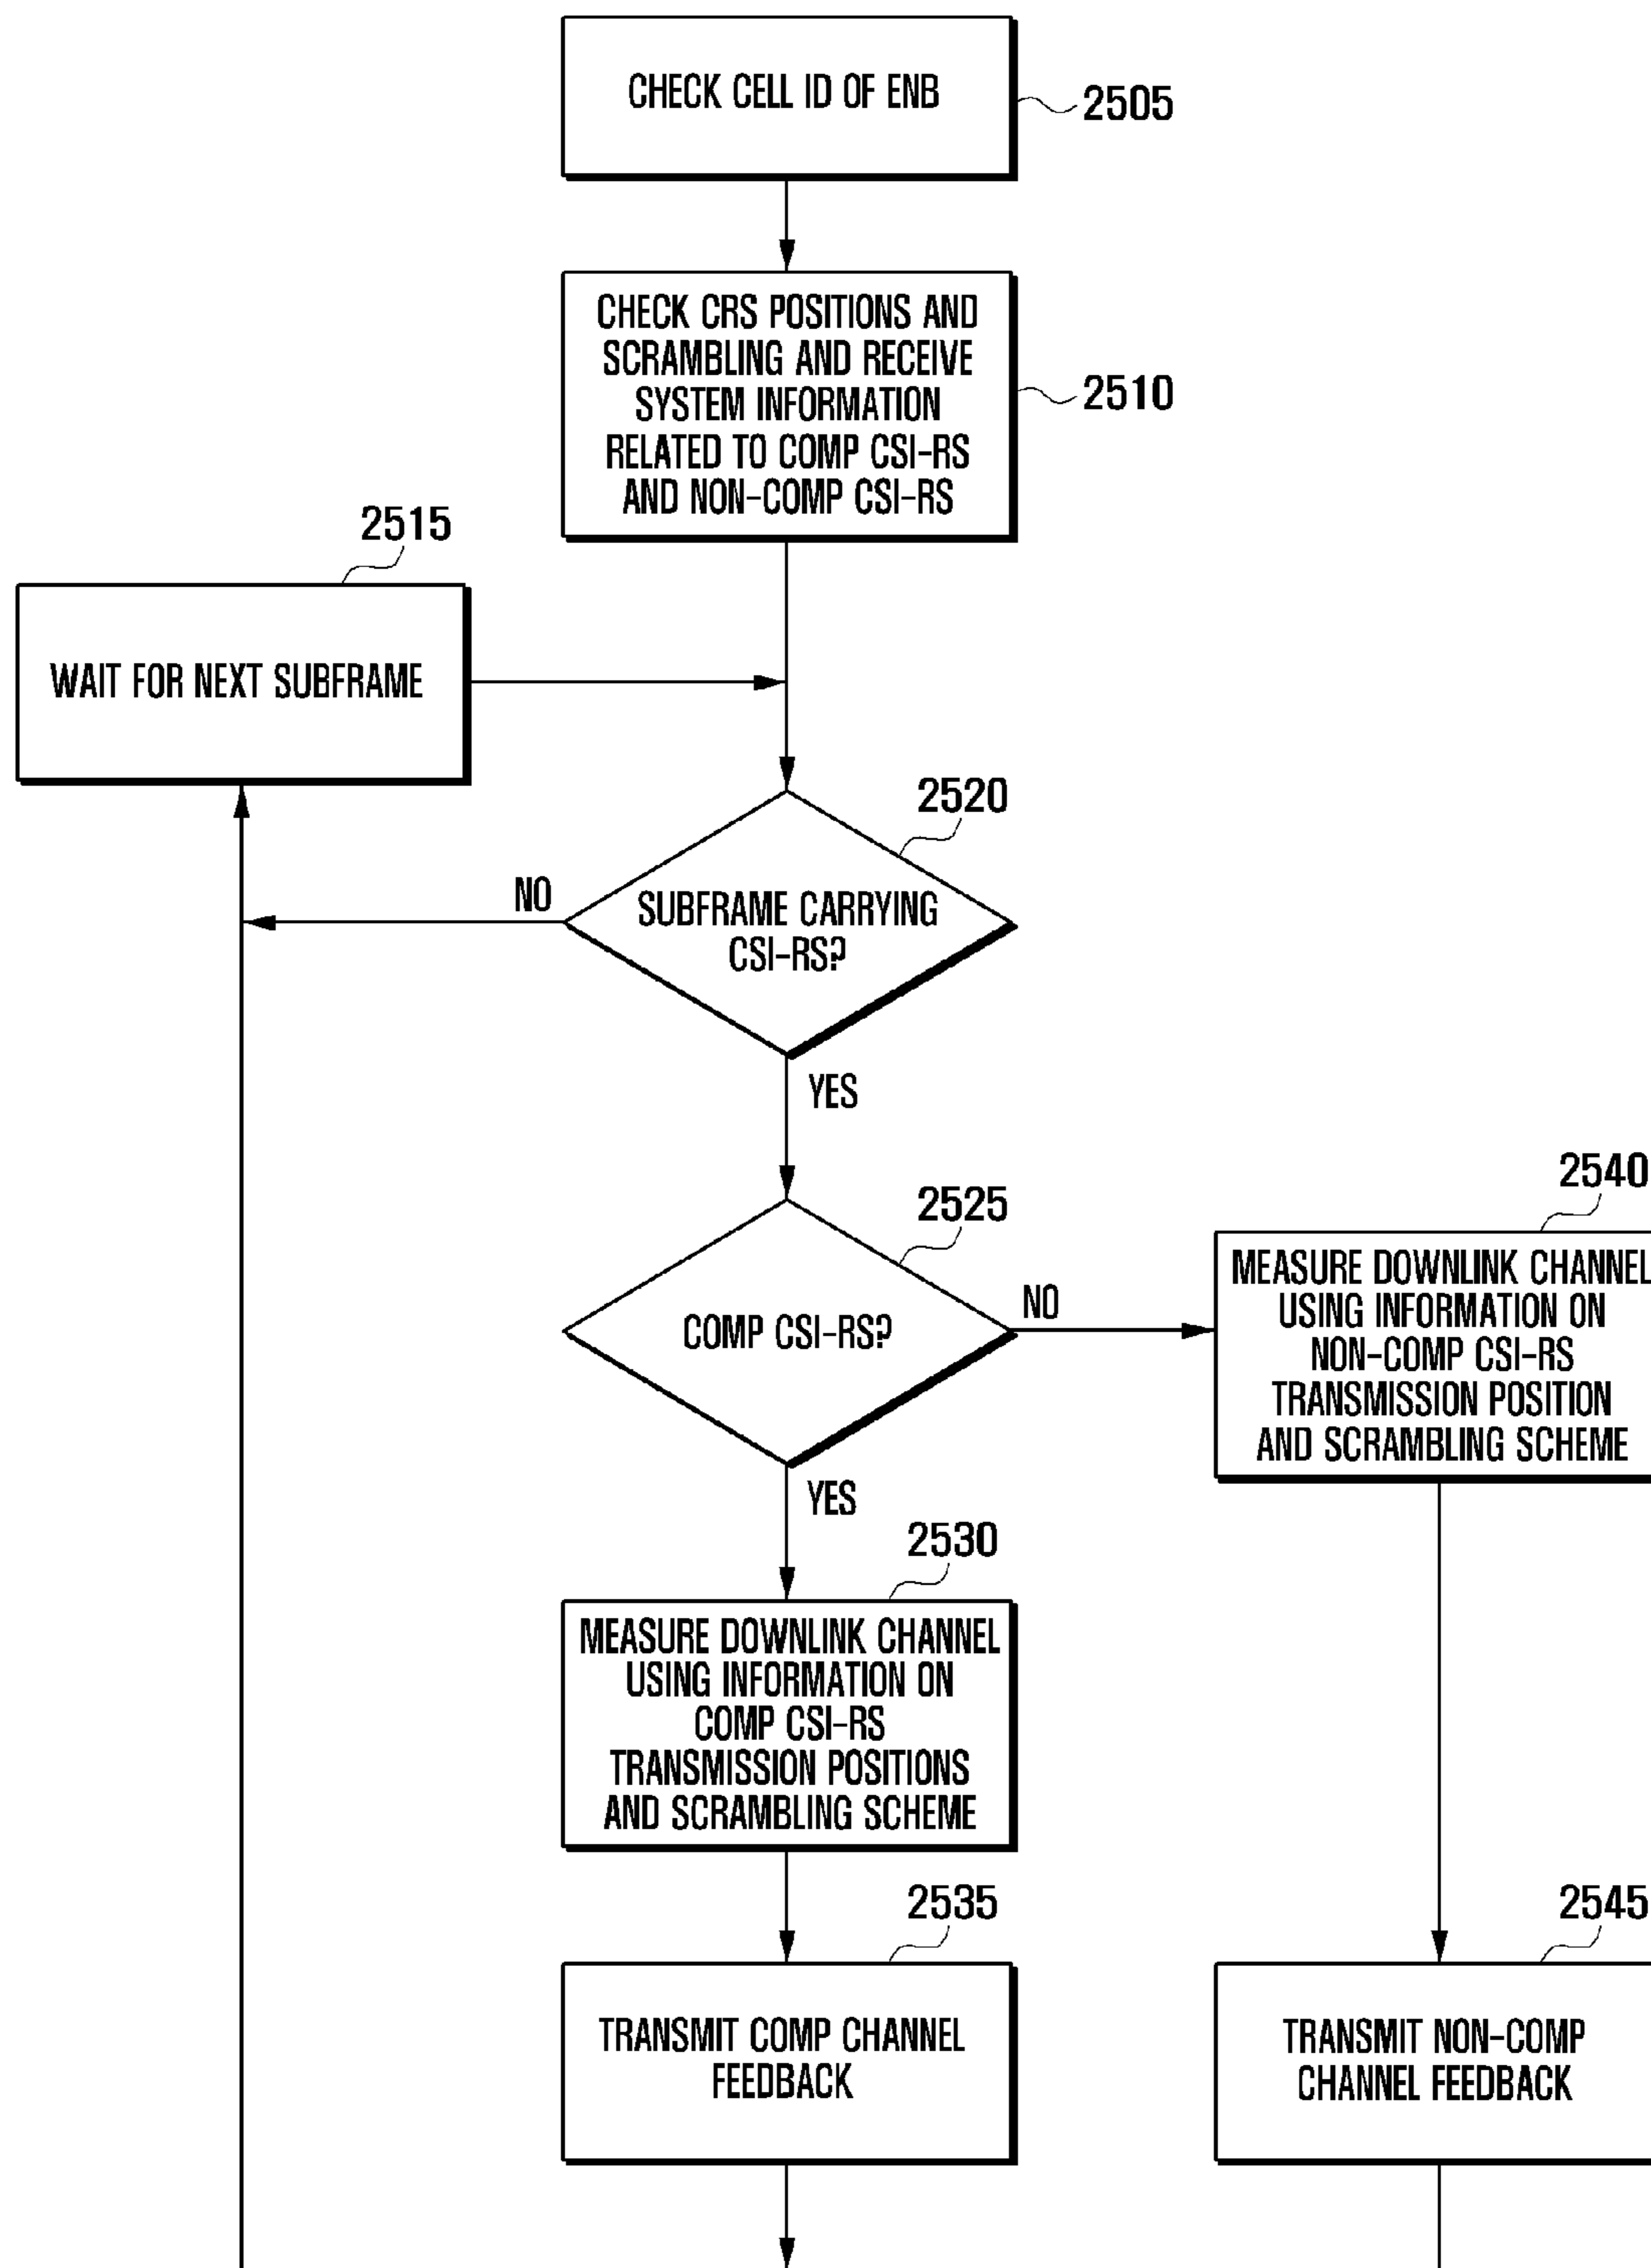 CHECK CELL ID OF ENB
2505
CHECK CRS POSITIONS AND
SCRAMBLING AND RECEIVE
SYSTEM INFORMATION
RELATED TO COMP CSI-RS
AND NON-COMP CSI-RS
2510
2515
WAIT FOR NEXT SUBFRAME
2520
NO
SUBFRAME CARRYING
CSI-RS?
YES
2525
COMP CSI-RS?
NO
2540
MEASURE DOWNLINK CHANNEL
USING INFORMATION ON
NON-COMP CSI-RS
TRANSMISSION POSITION
AND SCRAMBLING SCHEME
YES
2530
MEASURE DOWNLINK CHANNEL
USING INFORMATION ON
COMP CSI-RS
TRANSMISSION POSITIONS
AND SCRAMBLING SCHEME
2535
TRANSMIT COMP CHANNEL
FEEDBACK
2545
TRANSMIT NON-COMP
CHANNEL FEEDBACK